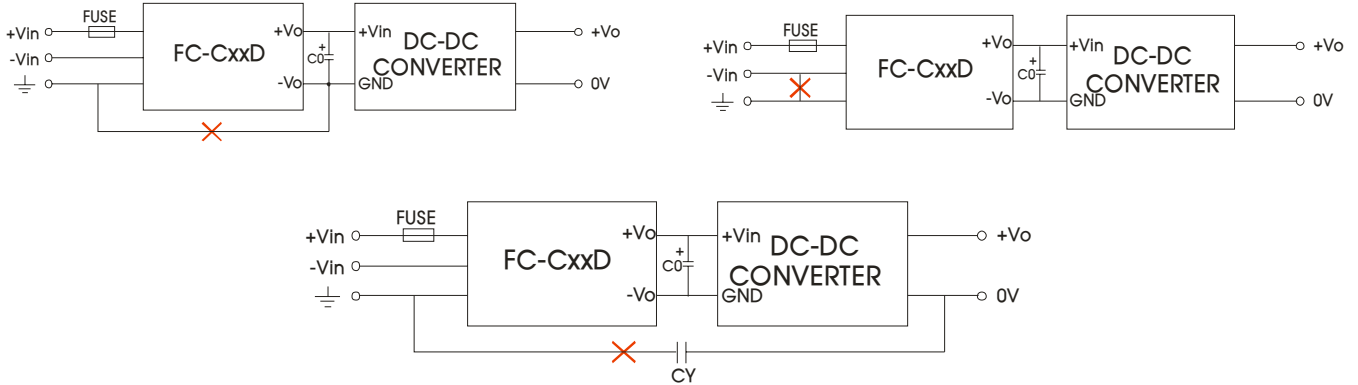 FUSE
+Vin
-Vin
FC-CxxD
+Vo
-Vo
+
C0
+Vin
GND
DC-DC
CONVERTER
+Vo
0V
FUSE
+Vin
-Vin
FC-CxxD
+Vo
-Vo
+
C0
+Vin
GND
DC-DC
CONVERTER
+Vo
0V
FUSE
+Vin
-Vin
FC-CxxD
+Vo
-Vo
+
C0
+Vin
GND
DC-DC
CONVERTER
+Vo
0V
CY